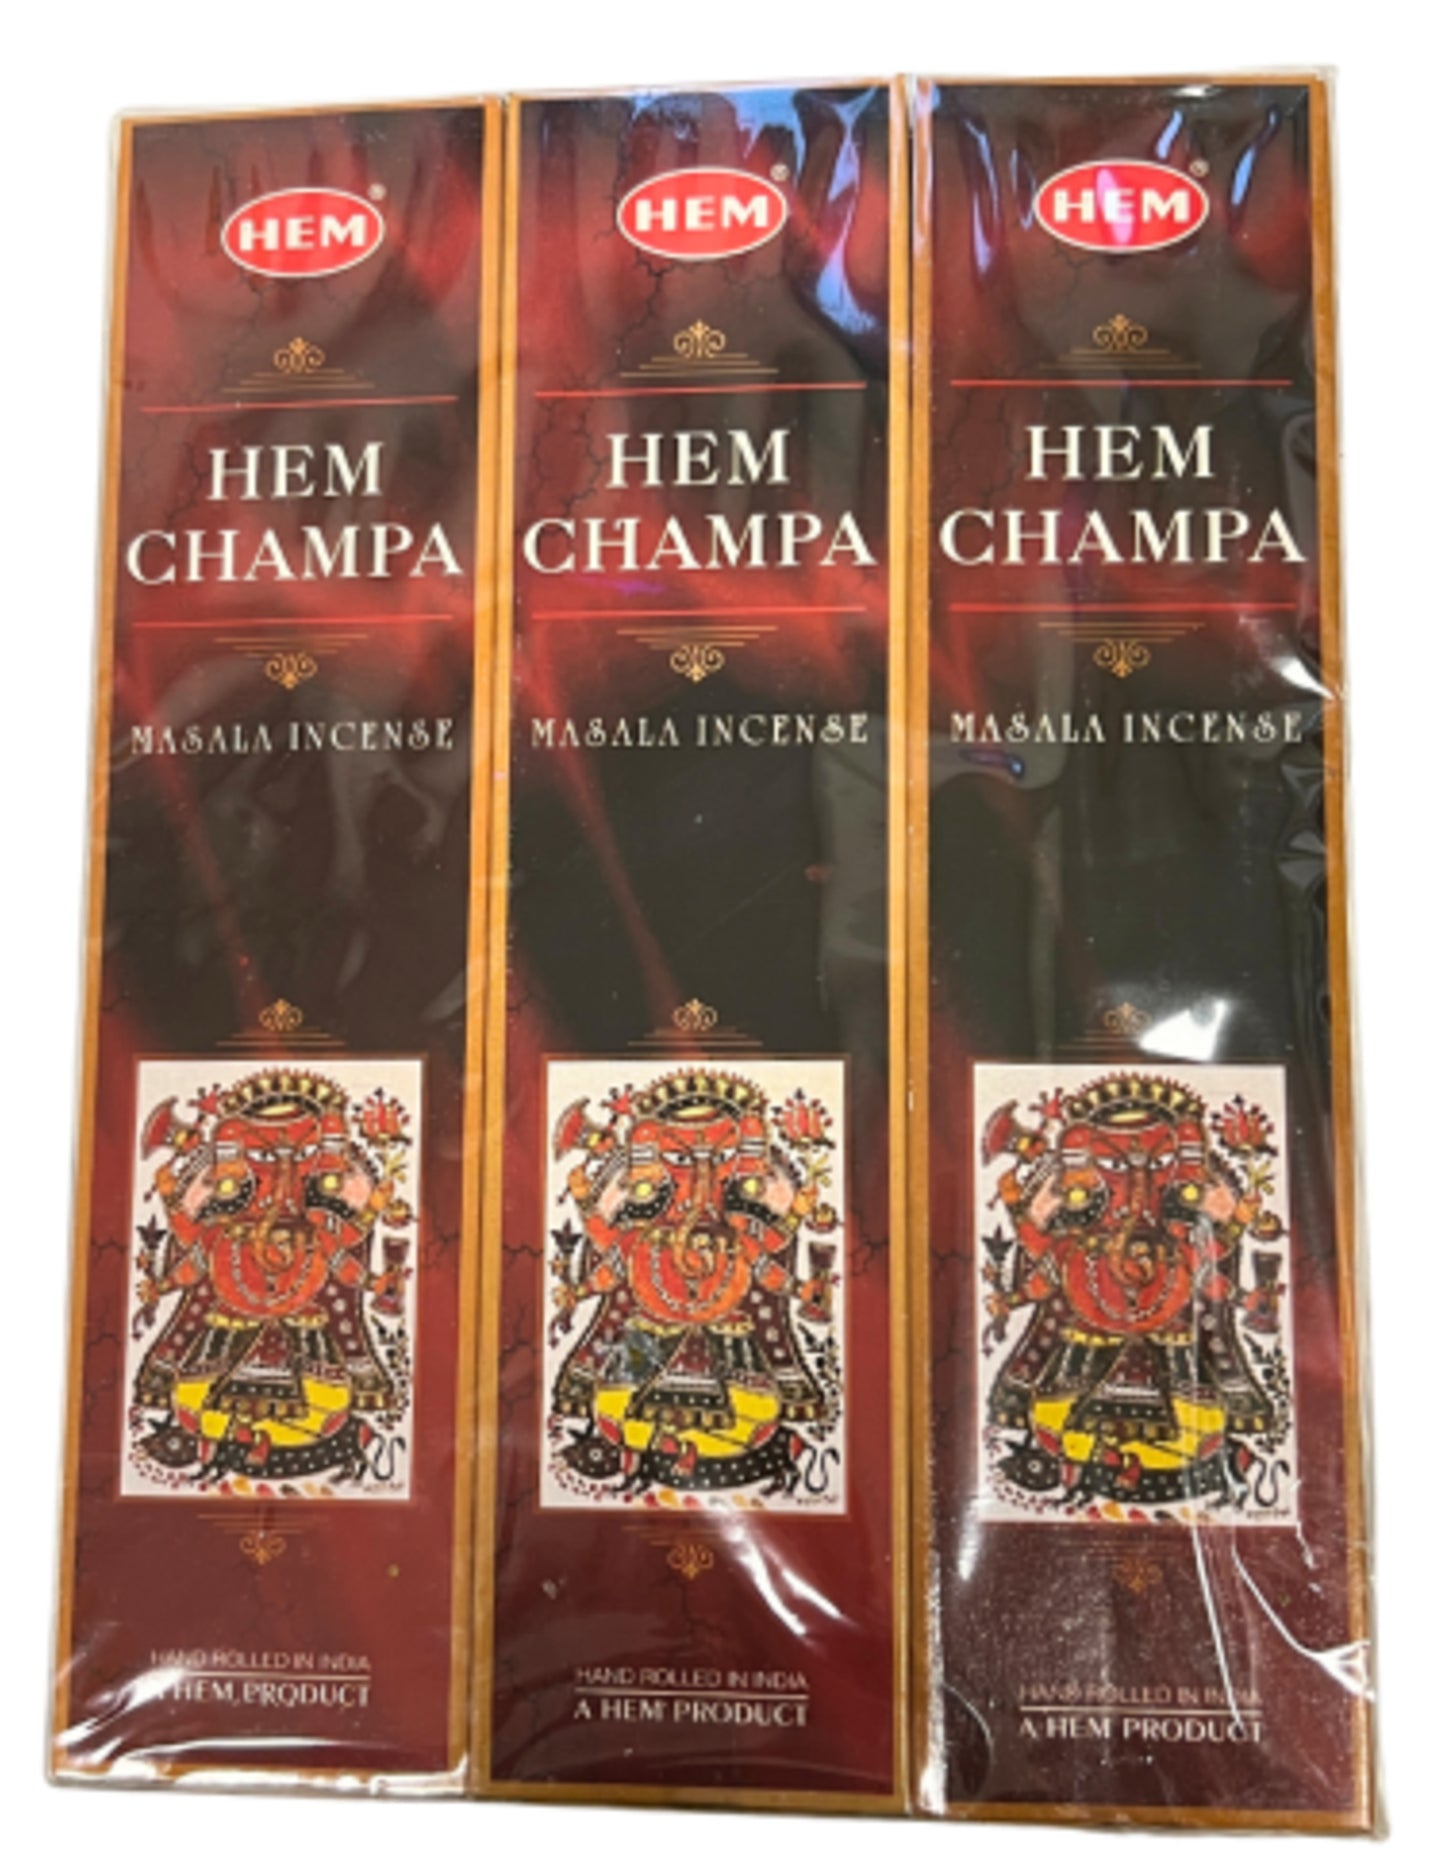 HEM®
HEM
CHAMPA
MASALA INCENSE
HAND ROLLED IN INDIA
A HEM PRODUCT
HEM®
HEM
CHAMPA
MASALA INCENSE
HAND ROLLED IN INDIA
A HEM PRODUCT
HEM®
HEM
CHAMPA
MASALA INCENSE
HAND ROLLED IN INDIA
A HEM PRODUCT